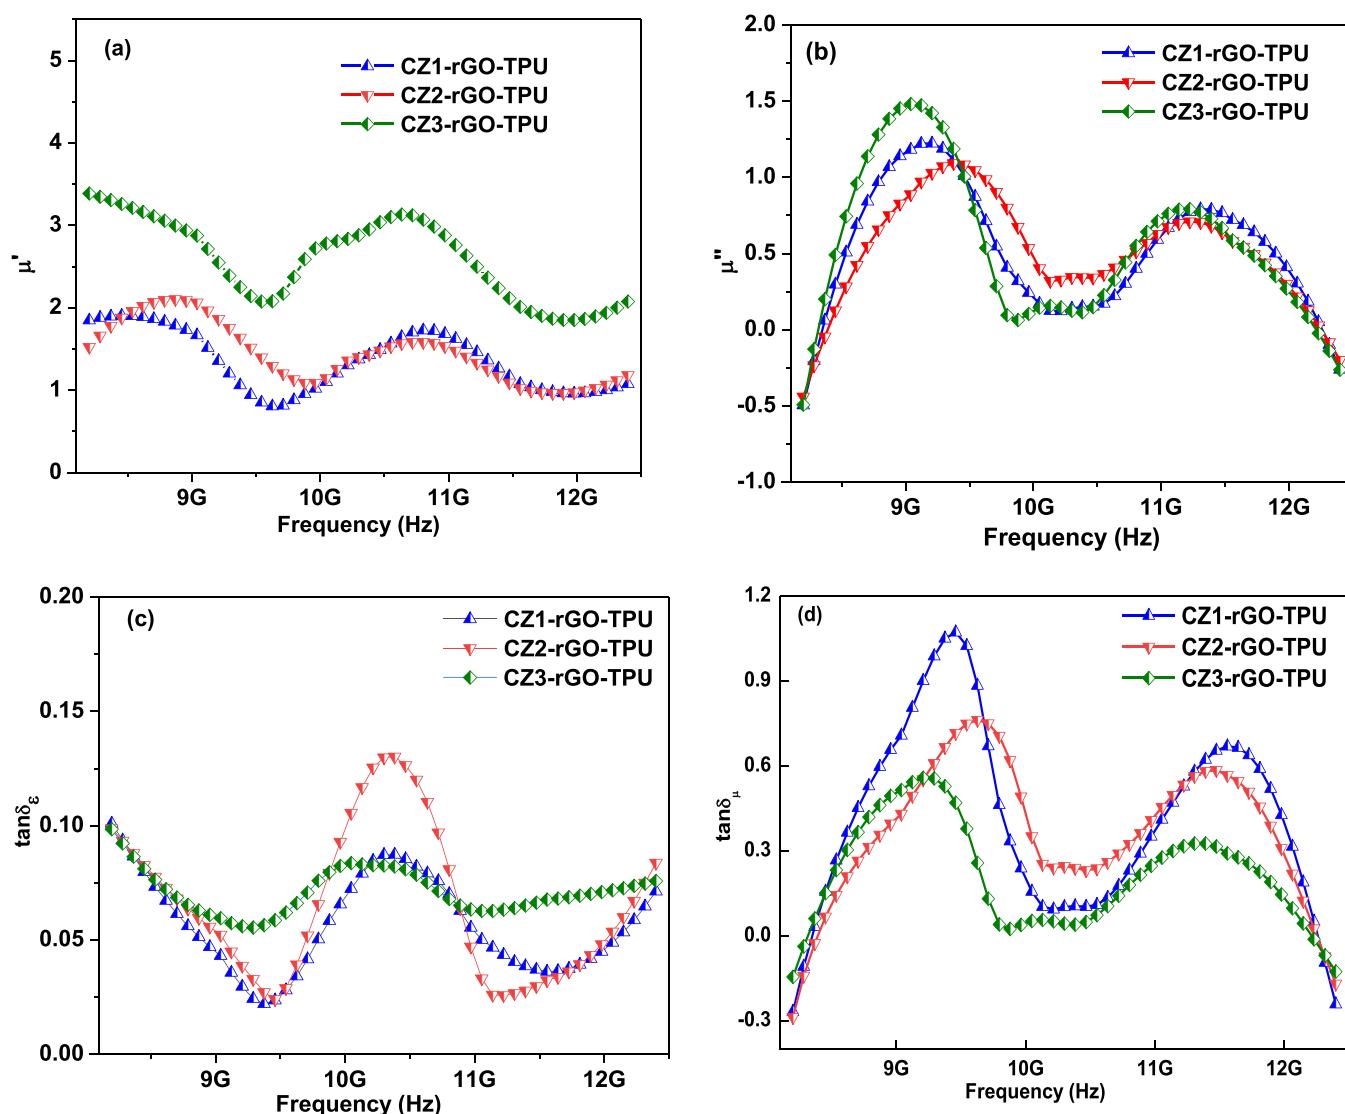 (a)
CZ1-rGO-TPU
CZ2-rGO-TPU
CZ3-rGO-TPU
5
4
3
2
1
0
μ'
9G 10G 11G 12G
Frequency (Hz)
(b)
CZ1-rGO-TPU
CZ2-rGO-TPU
CZ3-rGO-TPU
2.0
1.5
1.0
0.5
0.0
-0.5
-1.0
μ"
9G 10G 11G 12G
Frequency (Hz)
(c)
CZ1-rGO-TPU
CZ2-rGO-TPU
CZ3-rGO-TPU
0.20
0.15
0.10
0.05
0.00
tanδε
9G 10G 11G 12G
Frequency (Hz)
(d)
CZ1-rGO-TPU
CZ2-rGO-TPU
CZ3-rGO-TPU
1.2
0.9
0.6
0.3
0.0
-0.3
tanδμ
9G 10G 11G 12G
Frequency (Hz)